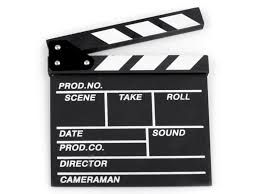 PROD.NO.
SCENE TAKE ROLL
DATE SOUND
PROD.CO.
DIRECTOR
CAMERAMAN